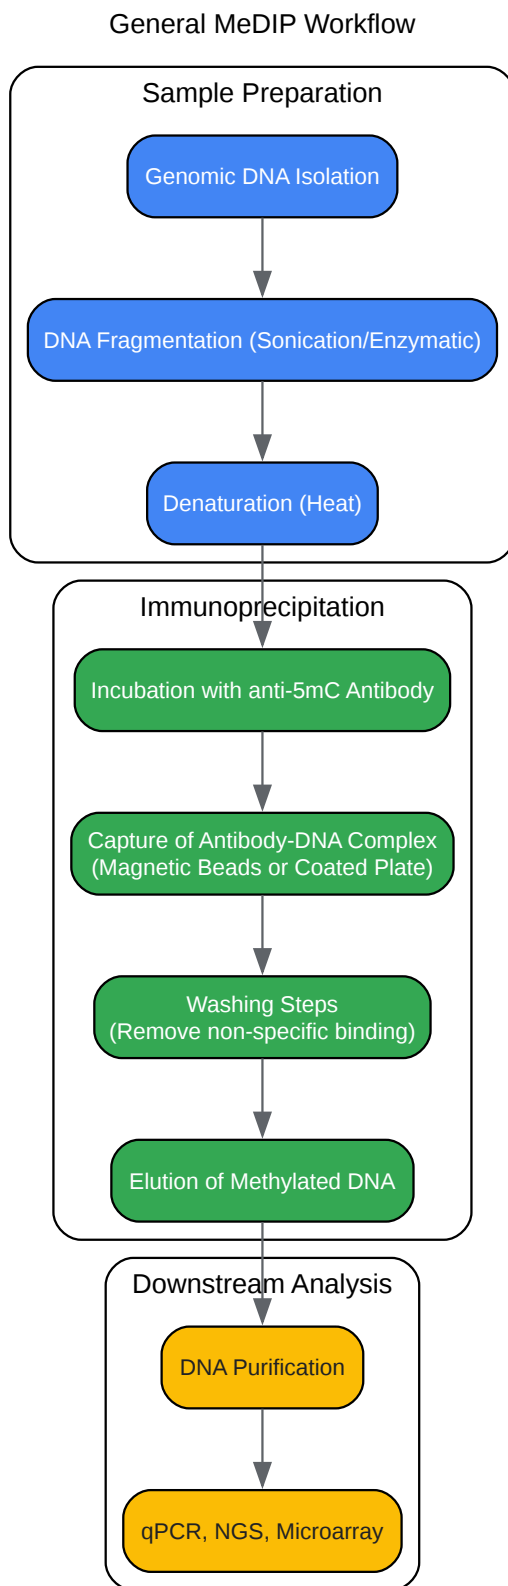 General MeDIP Workflow
Sample Preparation
Genomic DNA Isolation
DNA Fragmentation (Sonication/Enzymatic)
Denaturation (Heat)
Immunoprecipitation
Incubation with anti-5mC Antibody
Capture of Antibody-DNA Complex
(Magnetic Beads or Coated Plate)
Washing Steps
(Remove non-specific binding)
Elution of Methylated DNA
Downstream Analysis
DNA Purification
qPCR, NGS, Microarray